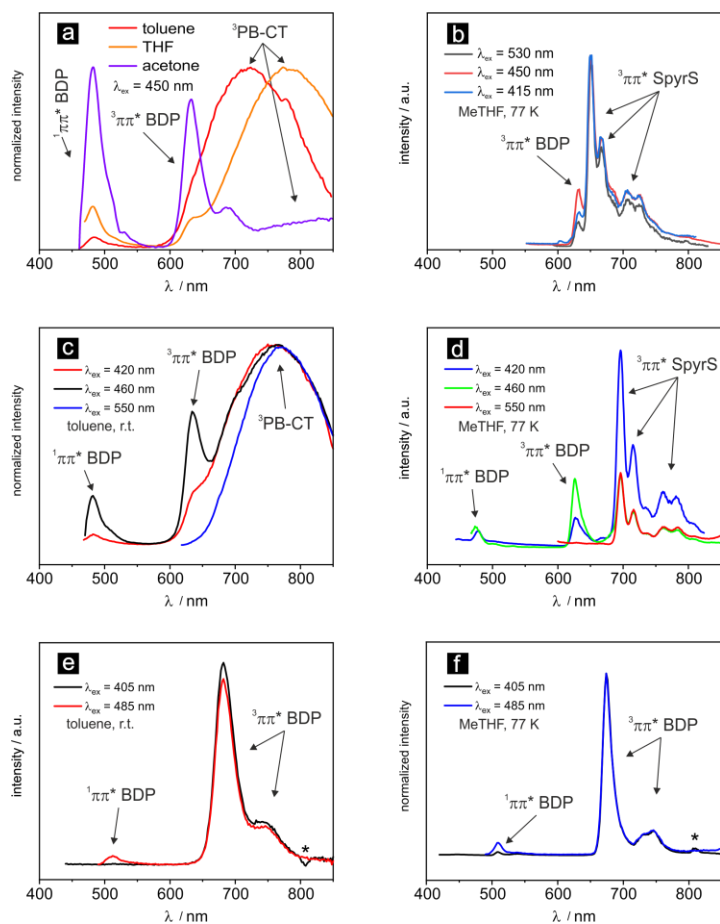 a
toluene
THF
acetone
λex = 450 nm
³PB-CT
¹ππ* BDP
³ππ* BDP
normalized intensity
400 500 600 700 800
λ / nm
b
λex = 530 nm
λex = 450 nm
λex = 415 nm
MeTHF, 77 K
³ππ* SpyrS
³ππ* BDP
intensity / a.u.
400 500 600 700 800
λ / nm
c
λex = 420 nm
λex = 460 nm
λex = 550 nm
toluene, r.t.
³ππ* BDP
³PB-CT
¹ππ* BDP
normalized intensity
400 500 600 700 800
λ / nm
d
λex = 420 nm
λex = 460 nm
λex = 550 nm
MeTHF, 77 K
³ππ* SpyrS
³ππ* BDP
¹ππ* BDP
intensity / a.u.
400 500 600 700 800
λ / nm
e
λex = 405 nm
λex = 485 nm
toluene, r.t.
³ππ* BDP
¹ππ* BDP
*
intensity / a.u.
400 500 600 700 800
λ / nm
f
λex = 405 nm
λex = 485 nm
MeTHF, 77 K
³ππ* BDP
¹ππ* BDP
*
normalized intensity
400 500 600 700 800
λ / nm